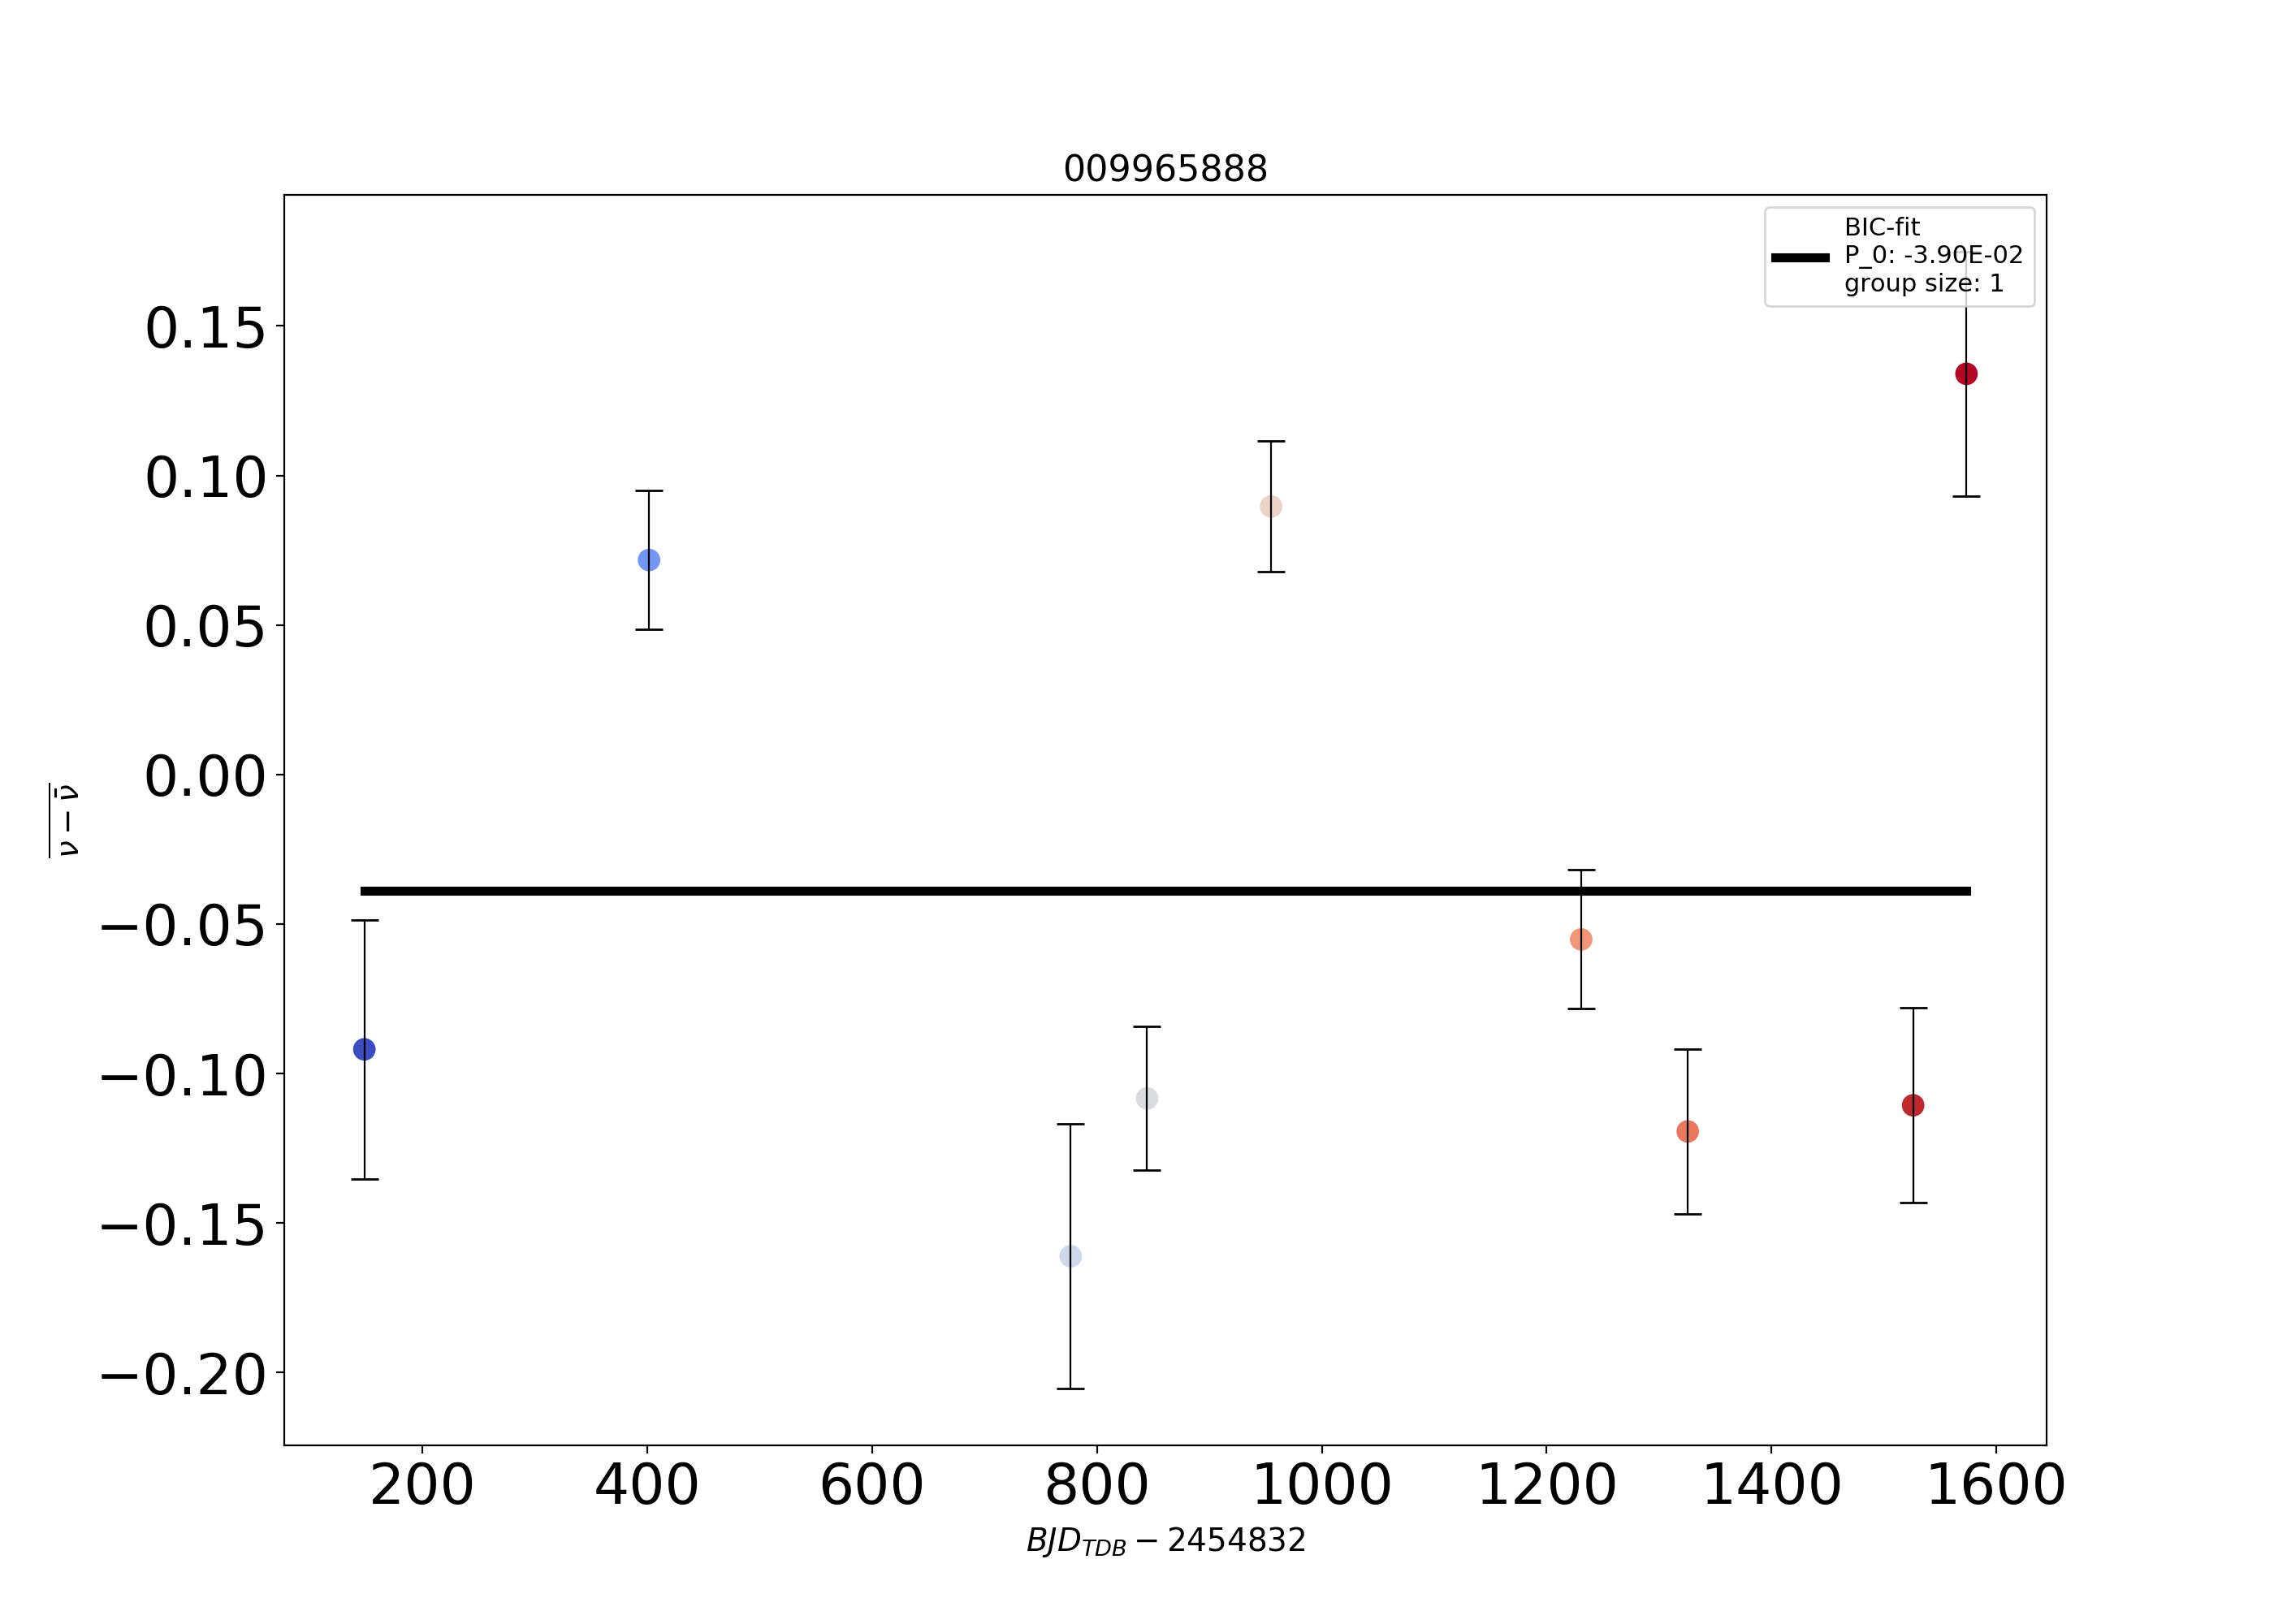 009965888
BIC-fit
P_0: -3.90E-02
group size: 1
0.15
0.10
0.05
0.00
−0.05
−0.10
−0.15
−0.20
ν − ν̄
200 400 600 800 1000 1200 1400 1600
BJD_TDB − 2454832